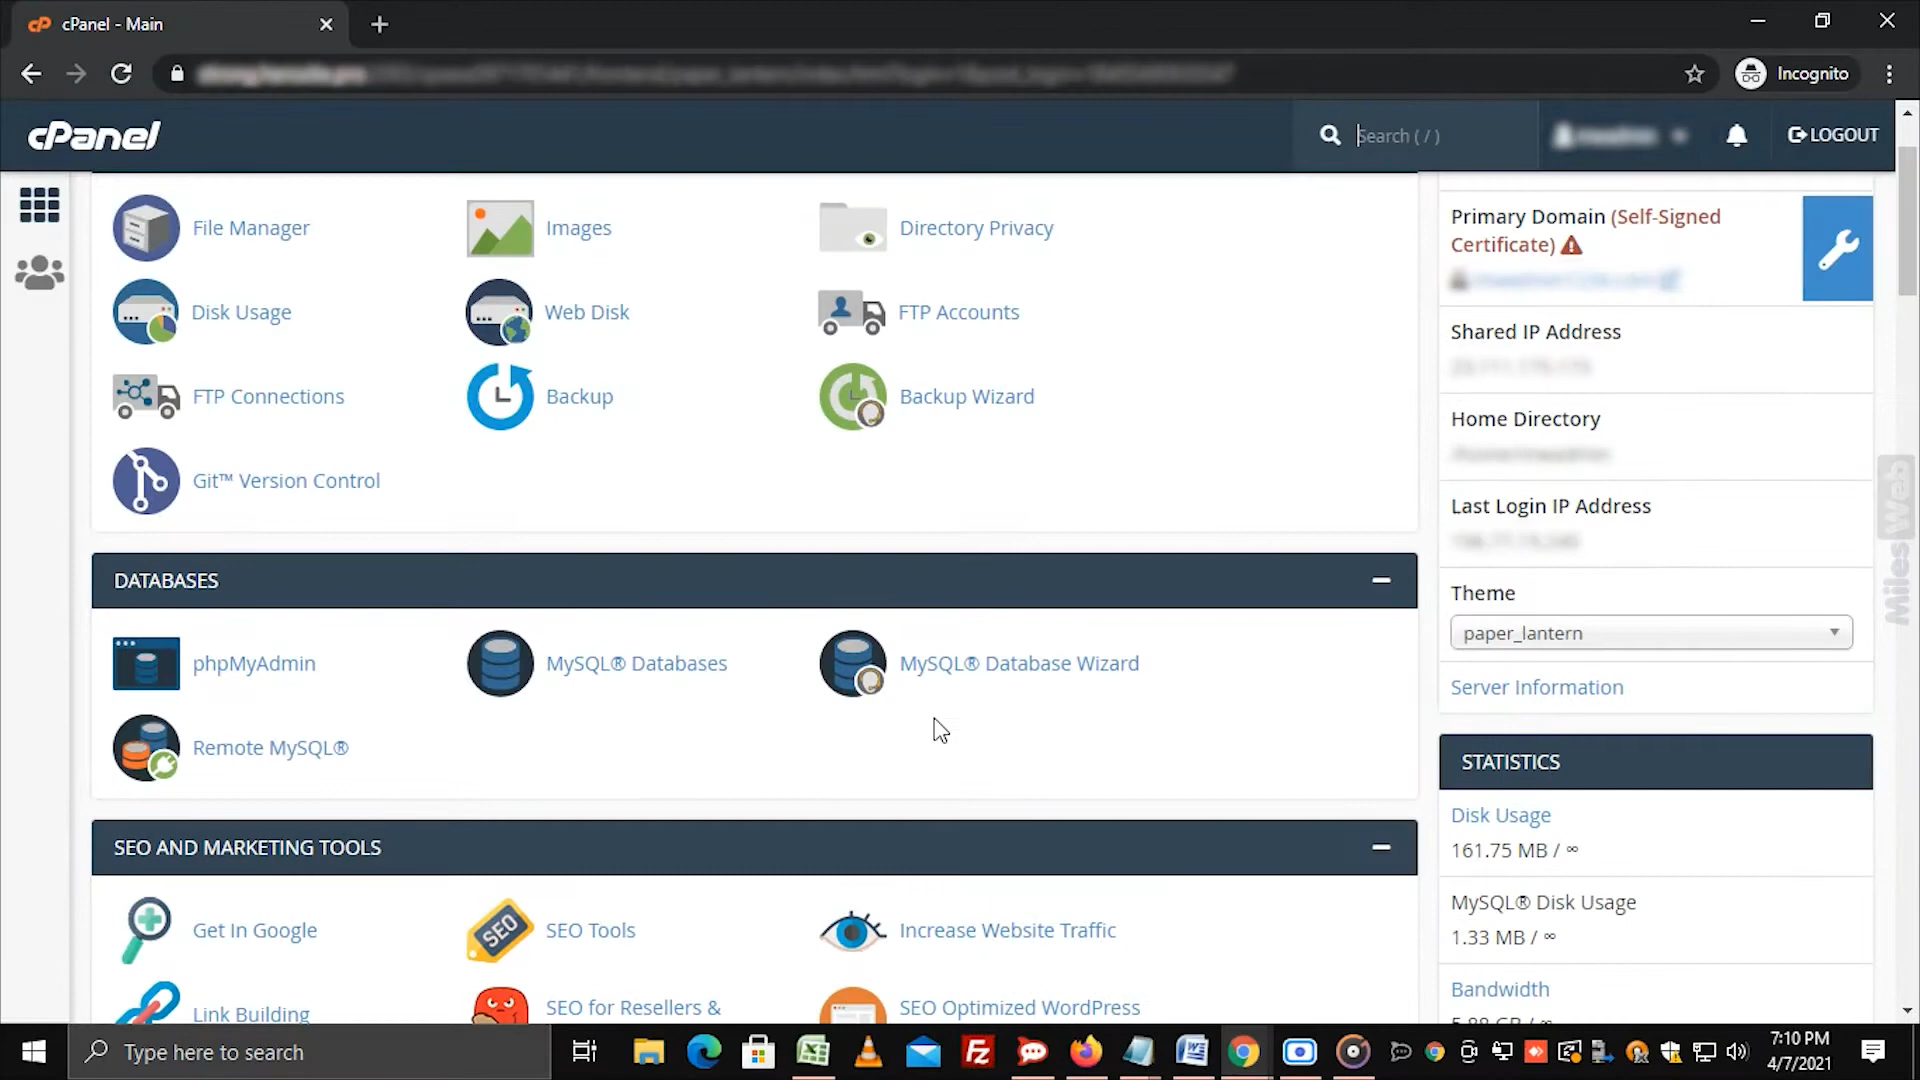 cPanel - Main
Incognito
cPanel
Search ( / )
LOGOUT
File Manager
Images
Directory Privacy
Disk Usage
Web Disk
FTP Accounts
FTP Connections
Backup
Backup Wizard
Git™ Version Control
DATABASES
phpMyAdmin
MySQL® Databases
MySQL® Database Wizard
Remote MySQL®
SEO AND MARKETING TOOLS
Get In Google
SEO
SEO Tools
Increase Website Traffic
Link Building
SEO for Resellers &
SEO Optimized WordPress
Primary Domain (Self-Signed
Certificate)
Shared IP Address
Home Directory
Last Login IP Address
Theme
paper_lantern
Server Information
STATISTICS
Disk Usage
161.75 MB / ∞
MySQL® Disk Usage
1.33 MB / ∞
Bandwidth
5.88 GB / ∞
MilesWeb
Type here to search
7:10 PM
4/7/2021